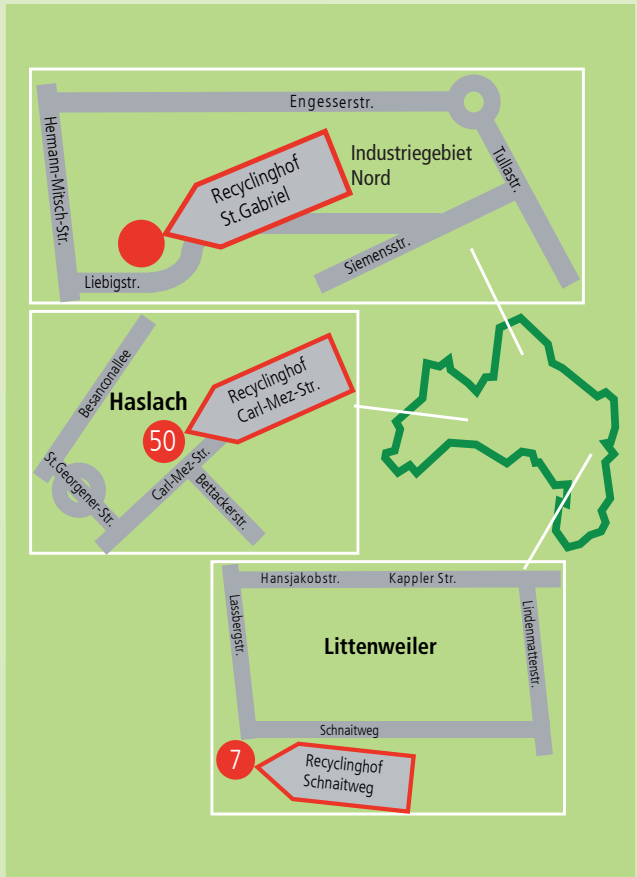 Engesserstr.
Hermann-Mitsch-Str.
Recyclinghof
St.Gabriel
Industriegebiet
Nord
Tullastr.
Siemensstr.
Liebigstr.
Besanconallee
Haslach
Recyclinghof
Carl-Mez-Str.
50
St.Georgener-Str.
Carl-Mez-Str.
Bettackerstr.
Hansjakobstr.
Kappler Str.
Lassbergstr.
Lindenmattenstr.
Littenweiler
Schnaitweg
7
Recyclinghof
Schnaitweg